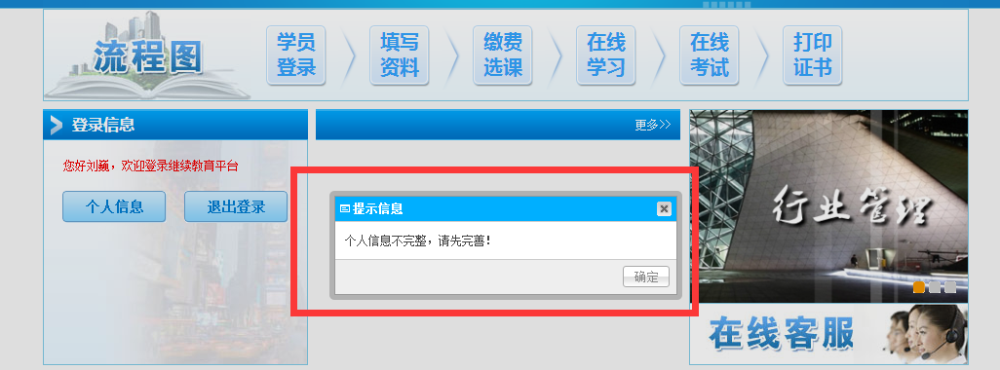 流程图
学员
登录
填写
资料
缴费
选课
在线
学习
在线
考试
打印
证书
登录信息
更多>>
您好刘巍，欢迎登录继续教育平台
个人信息
退出登录
提示信息
个人信息不完整，请先完善！
确定
行业管理
在线客服